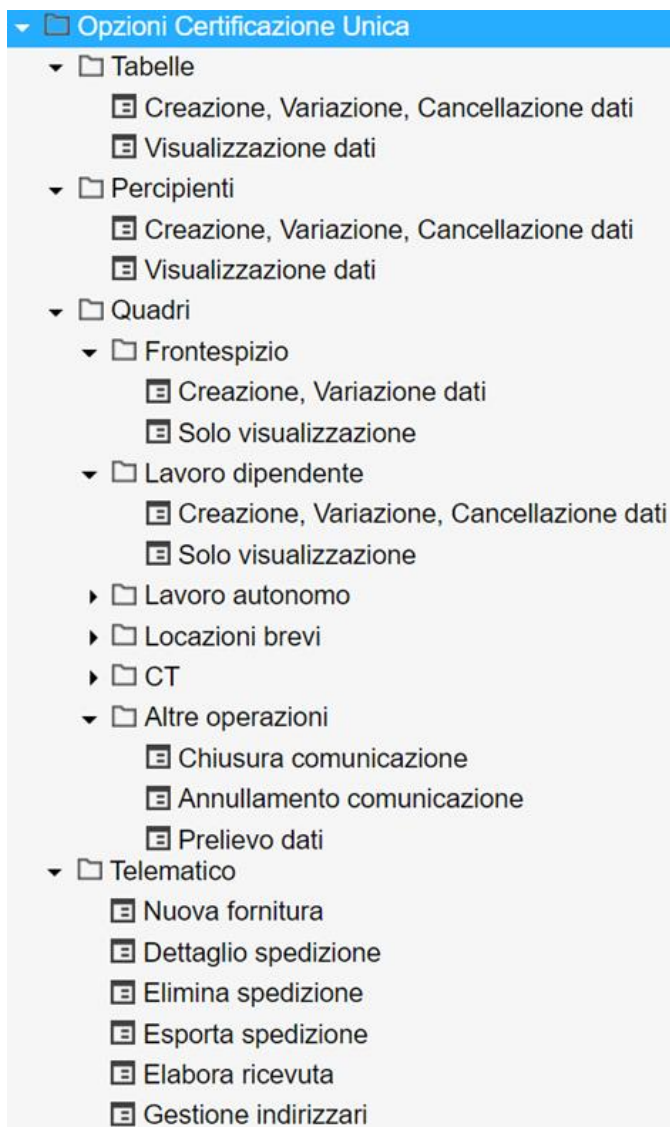 Opzioni Certificazione Unica
Tabelle
Creazione, Variazione, Cancellazione dati
Visualizzazione dati
Percipienti
Creazione, Variazione, Cancellazione dati
Visualizzazione dati
Quadri
Frontespizio
Creazione, Variazione dati
Solo visualizzazione
Lavoro dipendente
Creazione, Variazione, Cancellazione dati
Solo visualizzazione
Lavoro autonomo
Locazioni brevi
CT
Altre operazioni
Chiusura comunicazione
Annullamento comunicazione
Prelievo dati
Telematico
Nuova fornitura
Dettaglio spedizione
Elimina spedizione
Esporta spedizione
Elabora ricevuta
Gestione indirizzari